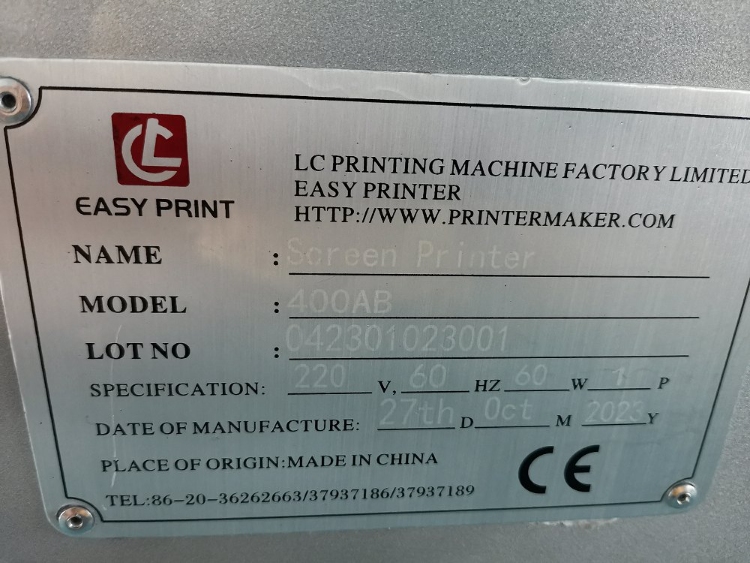 LC
EASY PRINT
LC PRINTING MACHINE FACTORY LIMITED
EASY PRINTER
HTTP://WWW.PRINTERMAKER.COM
NAME : Screen Printer
MODEL : 400AB
LOT NO : 042301023001
SPECIFICATION: 220 V, 60 HZ 60 W 1 P
DATE OF MANUFACTURE: 27th D Oct M 2023 Y
PLACE OF ORIGIN:MADE IN CHINA
TEL:86-20-36262663/37937186/37937189
CE